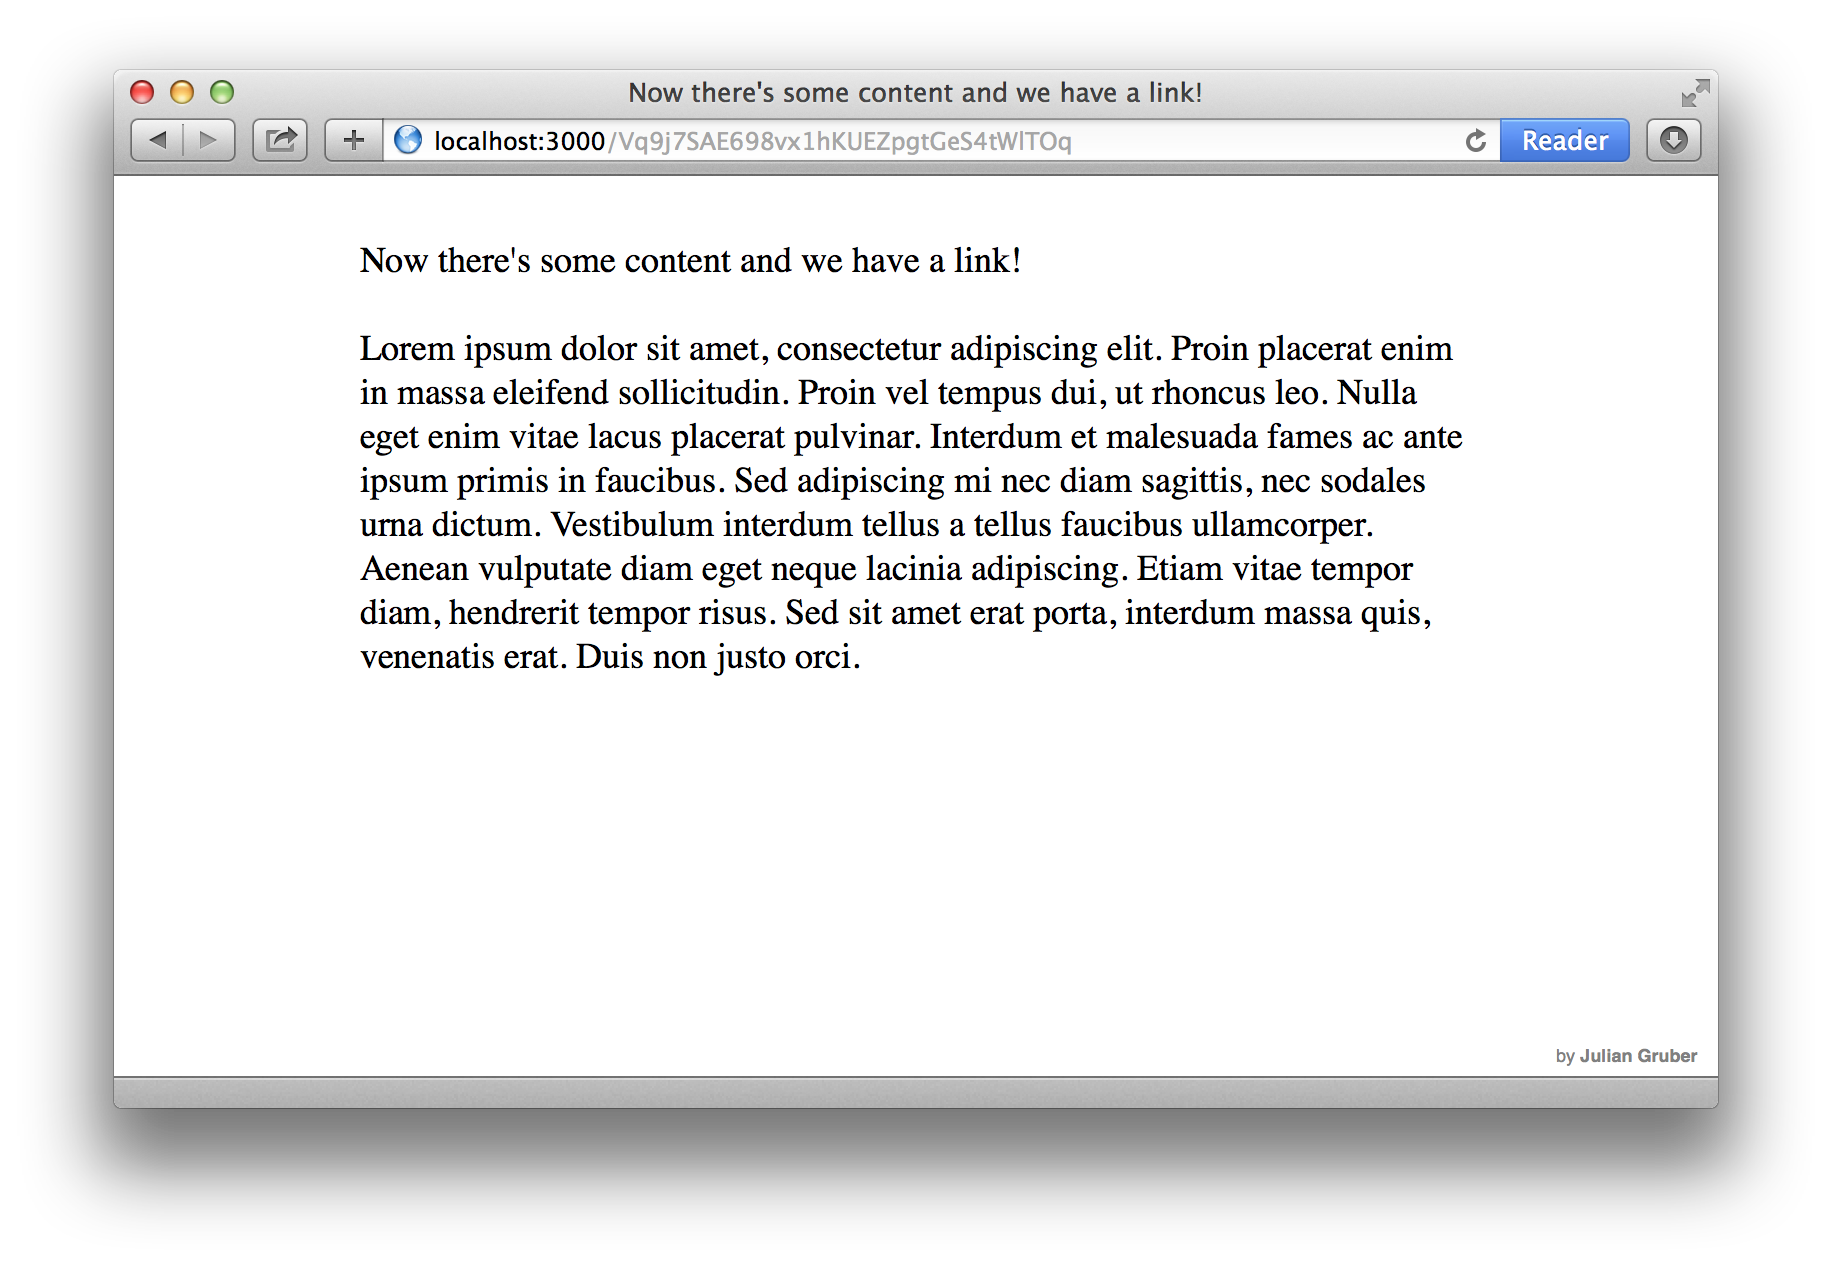 Now there's some content and we have a link!
localhost:3000/Vq9j7SAE698vx1hKUEZpgtGeS4tWlTOq
Reader
Now there's some content and we have a link!
Lorem ipsum dolor sit amet, consectetur adipiscing elit. Proin placerat enim
in massa eleifend sollicitudin. Proin vel tempus dui, ut rhoncus leo. Nulla
eget enim vitae lacus placerat pulvinar. Interdum et malesuada fames ac ante
ipsum primis in faucibus. Sed adipiscing mi nec diam sagittis, nec sodales
urna dictum. Vestibulum interdum tellus a tellus faucibus ullamcorper.
Aenean vulputate diam eget neque lacinia adipiscing. Etiam vitae tempor
diam, hendrerit tempor risus. Sed sit amet erat porta, interdum massa quis,
venenatis erat. Duis non justo orci.
by Julian Gruber